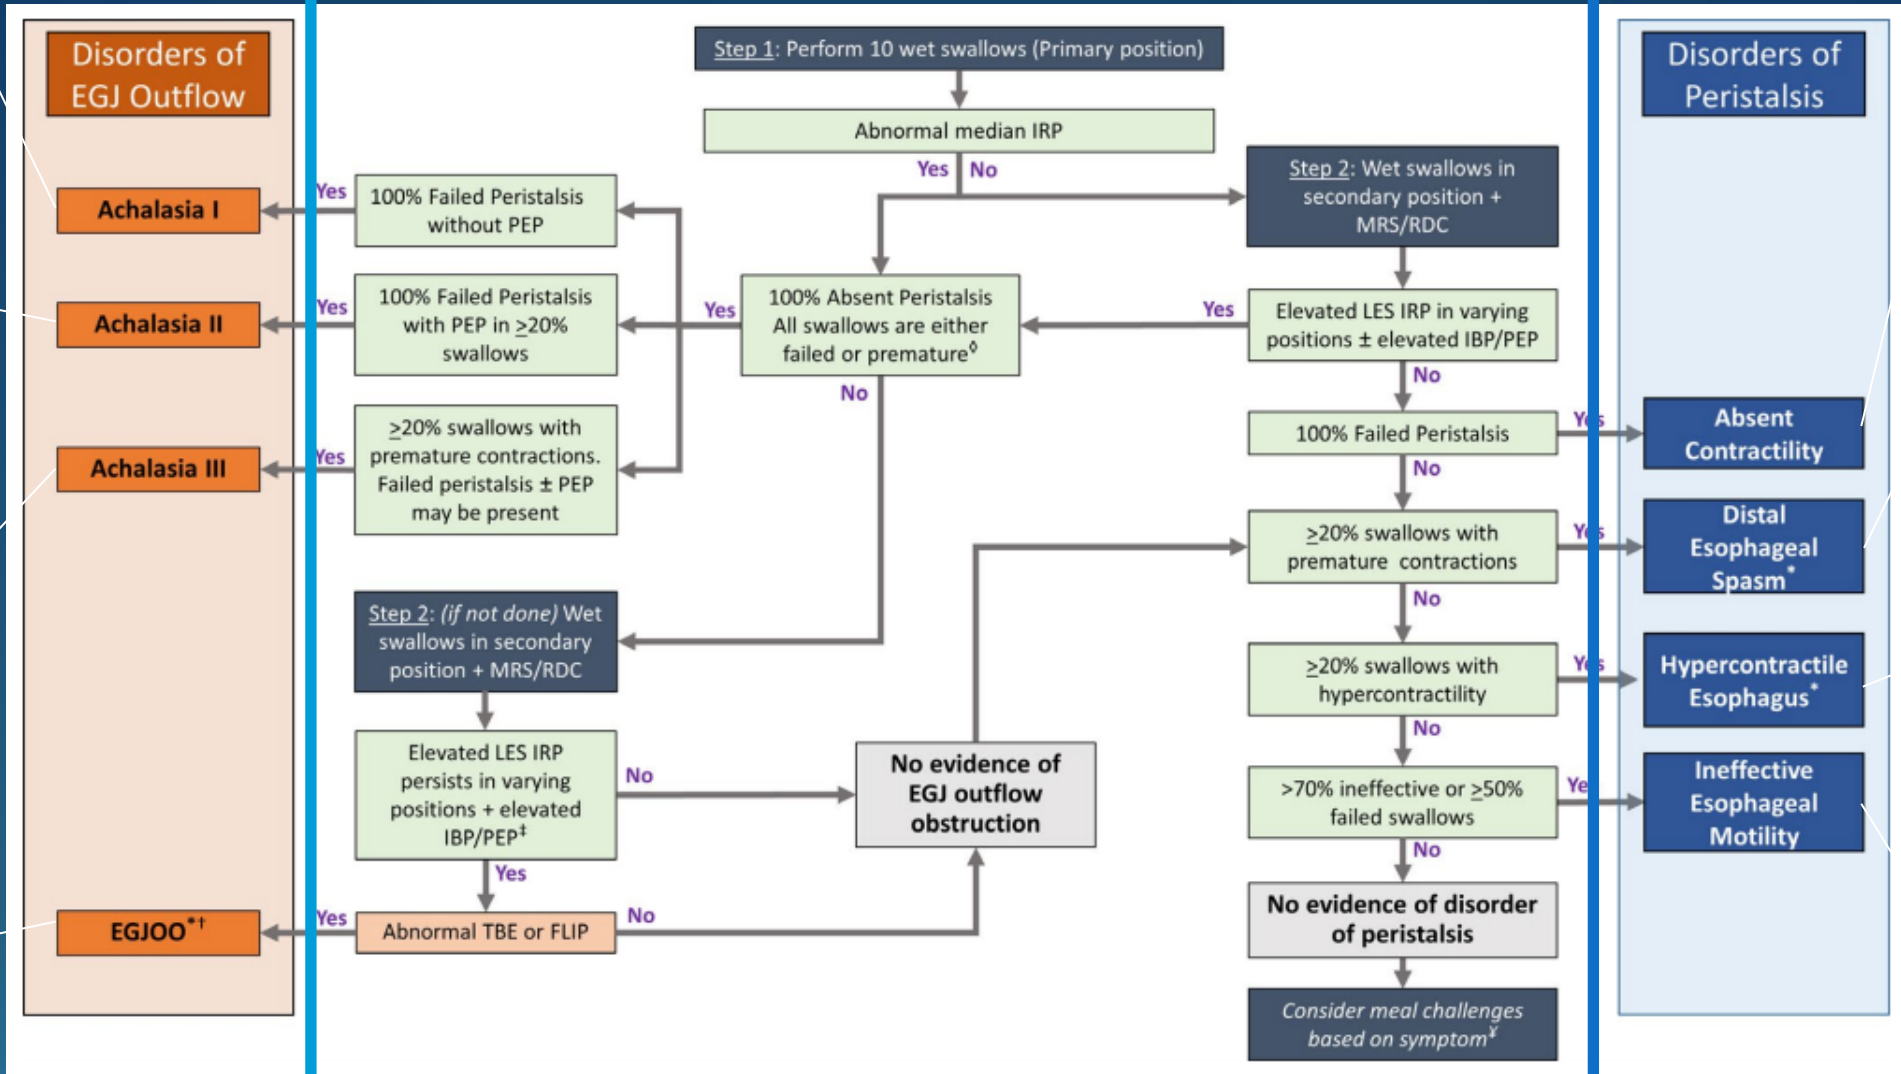 Disorders of
EGJ Outflow
Achalasia I
Achalasia II
Achalasia III
EGJOO*†
Step 1: Perform 10 wet swallows (Primary position)
Abnormal median IRP
Yes
No
Yes
100% Failed Peristalsis
without PEP
Yes
100% Failed Peristalsis
with PEP in ≥20%
swallows
Yes
≥20% swallows with
premature contractions.
Failed peristalsis ± PEP
may be present
Yes
100% Absent Peristalsis
All swallows are either
failed or premature◊
No
Step 2: (if not done) Wet
swallows in secondary
position + MRS/RDC
Elevated LES IRP
persists in varying
positions + elevated
IBP/PEP‡
No
Yes
Yes
Abnormal TBE or FLIP
No
No evidence of
EGJ outflow
obstruction
Step 2: Wet swallows in
secondary position +
MRS/RDC
Yes
Elevated LES IRP in varying
positions ± elevated IBP/PEP
No
100% Failed Peristalsis
Yes
No
≥20% swallows with
premature contractions
Yes
No
≥20% swallows with
hypercontractility
Yes
No
>70% ineffective or ≥50%
failed swallows
Ye
No
No evidence of disorder
of peristalsis
Consider meal challenges
based on symptom¥
Disorders of
Peristalsis
Absent
Contractility
Distal
Esophageal
Spasm*
Hypercontractile
Esophagus*
Ineffective
Esophageal
Motility